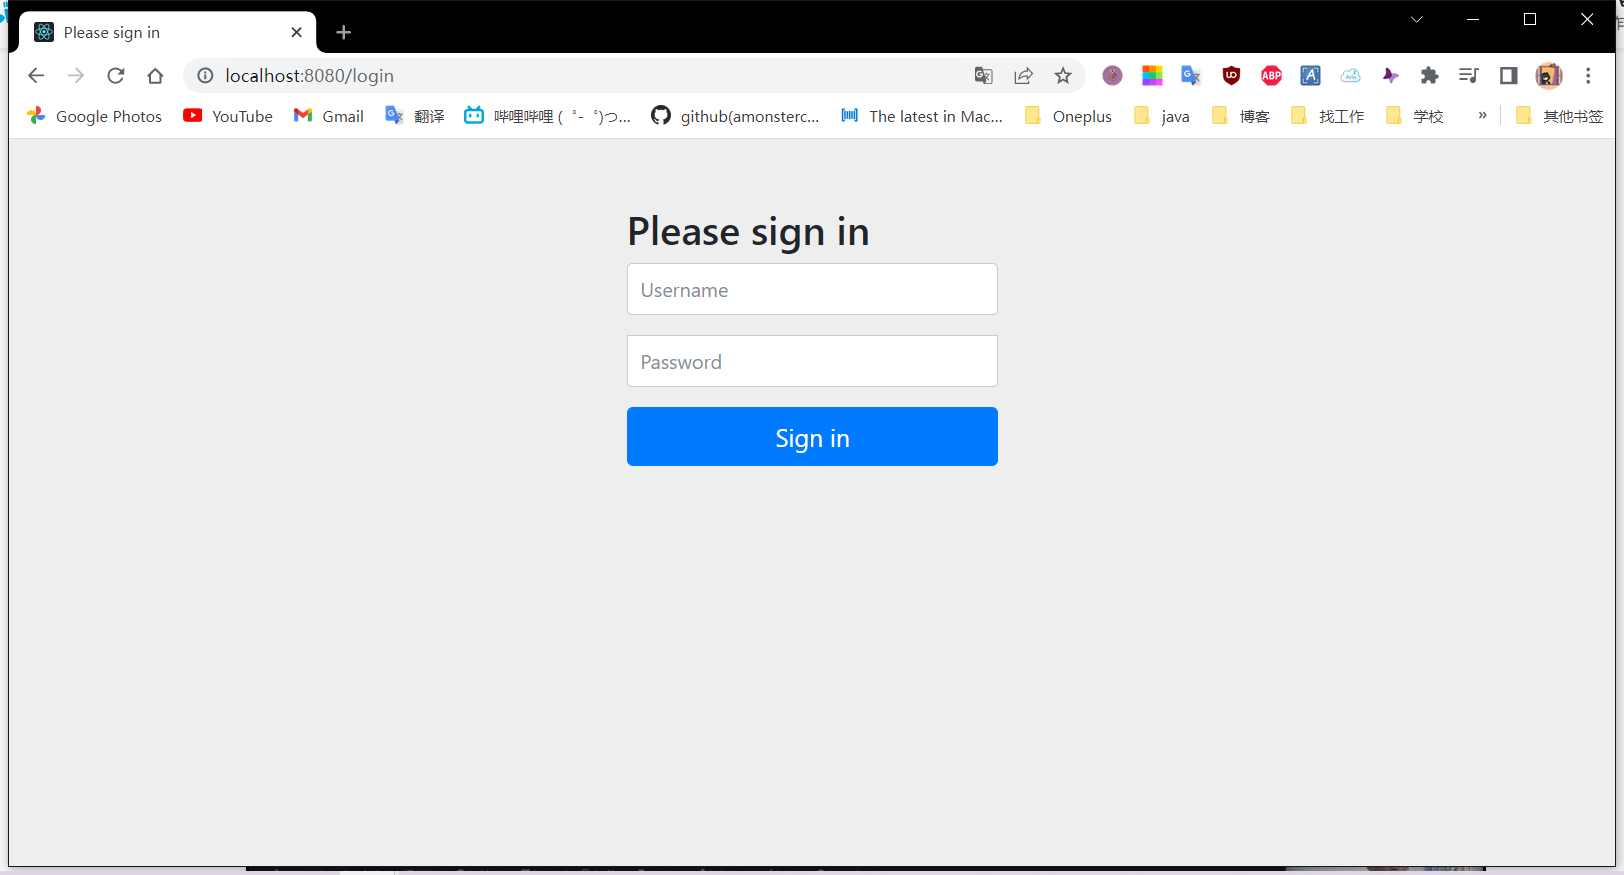 Please sign in
localhost:8080/login
ABP
Google Photos YouTube Gmail 翻译 哔哩哔哩 (゜-゜)つ... github(amonsterc... The latest in Mac... Oneplus java 博客 找工作 学校 » 其他书签
Please sign in
Username
Password
Sign in